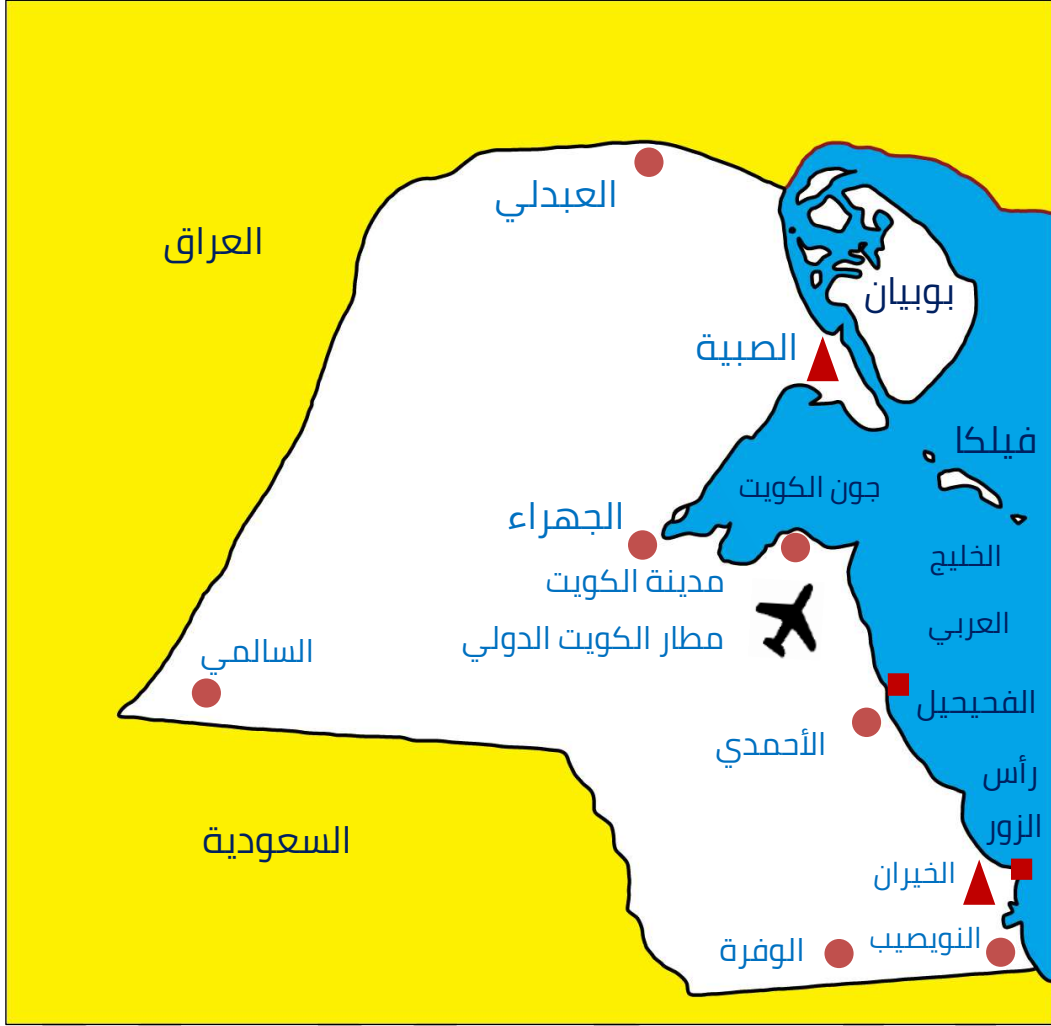 العبدلي
العراق
بوبيان
الصبية
فيلكا
جون الكويت
الجهراء
الخليج
العربي
مدينة الكويت
مطار الكويت الدولي
السالمي
الفحيحيل
الأحمدي
رأس
الزور
السعودية
الخيران
النويصيب
الوفرة